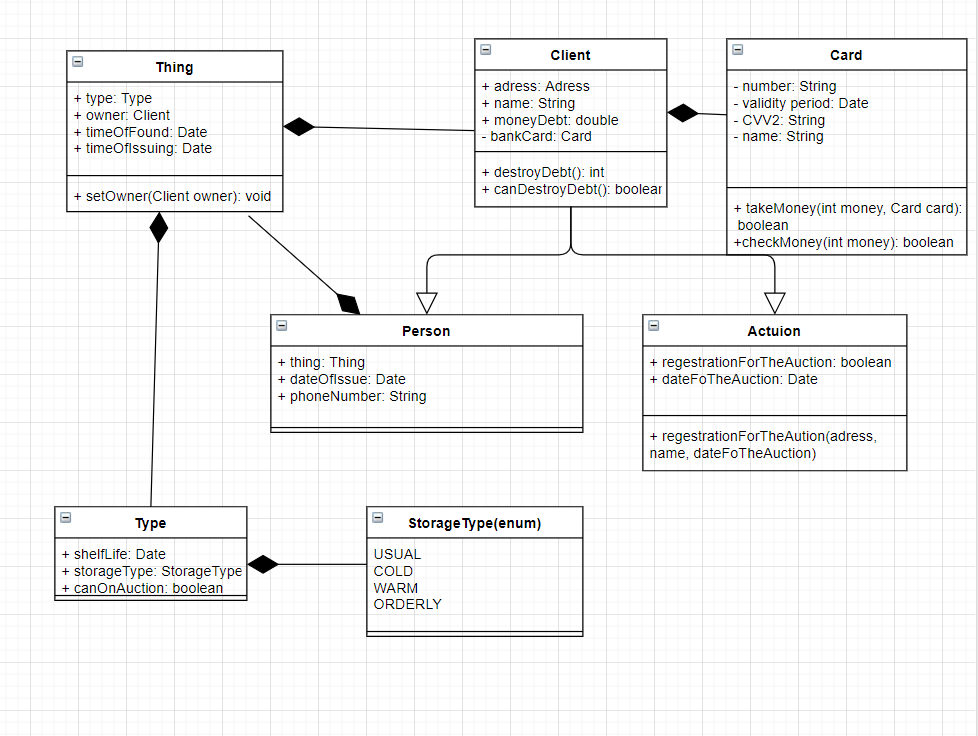 Thing
+ type: Type
+ owner: Client
+ timeOfFound: Date
+ timeOfIssuing: Date
+ setOwner(Client owner): void
Client
+ adress: Adress
+ name: String
+ moneyDebt: double
- bankCard: Card
+ destroyDebt(): int
+ canDestroyDebt(): boolean
Card
- number: String
- validity period: Date
- CVV2: String
- name: String
+ takeMoney(int money, Card card):
boolean
+checkMoney(int money): boolean
Person
+ thing: Thing
+ dateOfIssue: Date
+ phoneNumber: String
Actuion
+ regestrationForTheAuction: boolean
+ dateFoTheAuction: Date
+ regestrationForTheAution(adress,
name, dateFoTheAuction)
Type
+ shelfLife: Date
+ storageType: StorageType
+ canOnAuction: boolean
StorageType(enum)
USUAL
COLD
WARM
ORDERLY